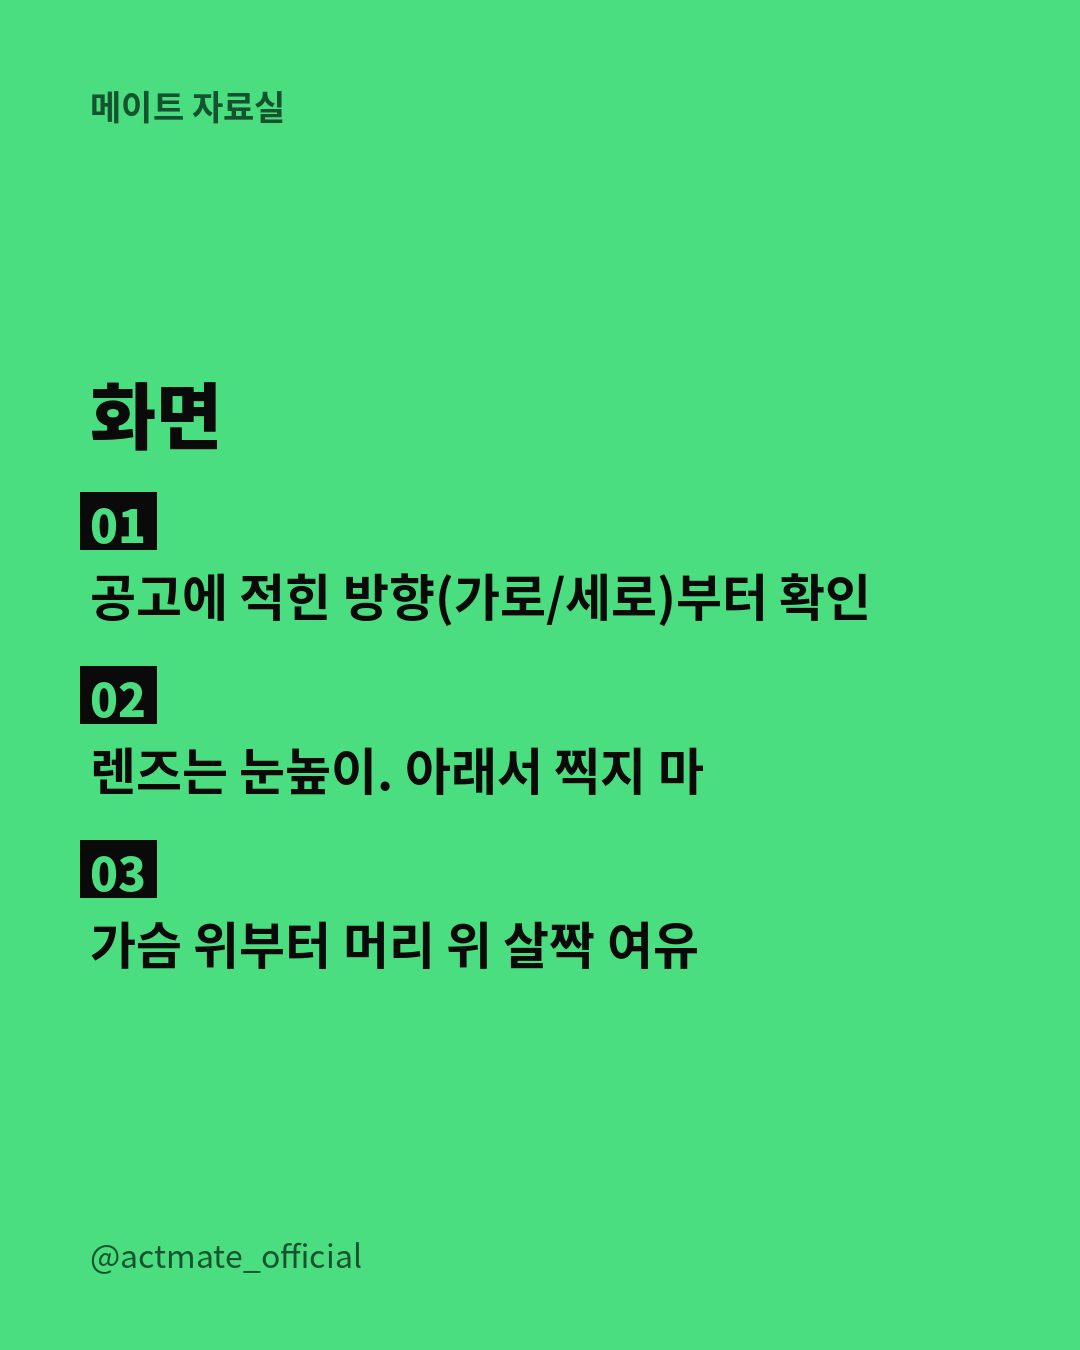 메이트 자료실
화면
01
공고에 적힌 방향(가로/세로)부터 확인
02
렌즈는 눈높이. 아래서 찍지 마
03
가슴 위부터 머리 위 살짝 여유
@actmate_official